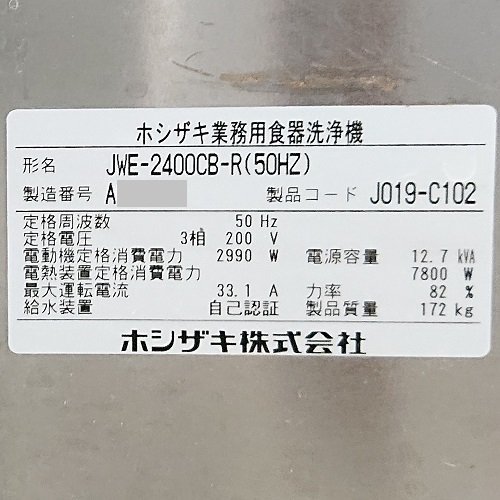 ホシザキ業務用食器洗浄機
形名 JWE-2400CB-R(50HZ)
製造番号 A 製品コード J019-C102
定格周波数 50 Hz
定格電圧 3相 200 V
電動機定格消費電力 2990 W 電源容量 12.7 kVA
電熱装置定格消費電力 7800 W
最大運転電流 33.1 A 力率 82 %
給水装置 自己認証 製品質量 172 kg
ホシザキ株式会社